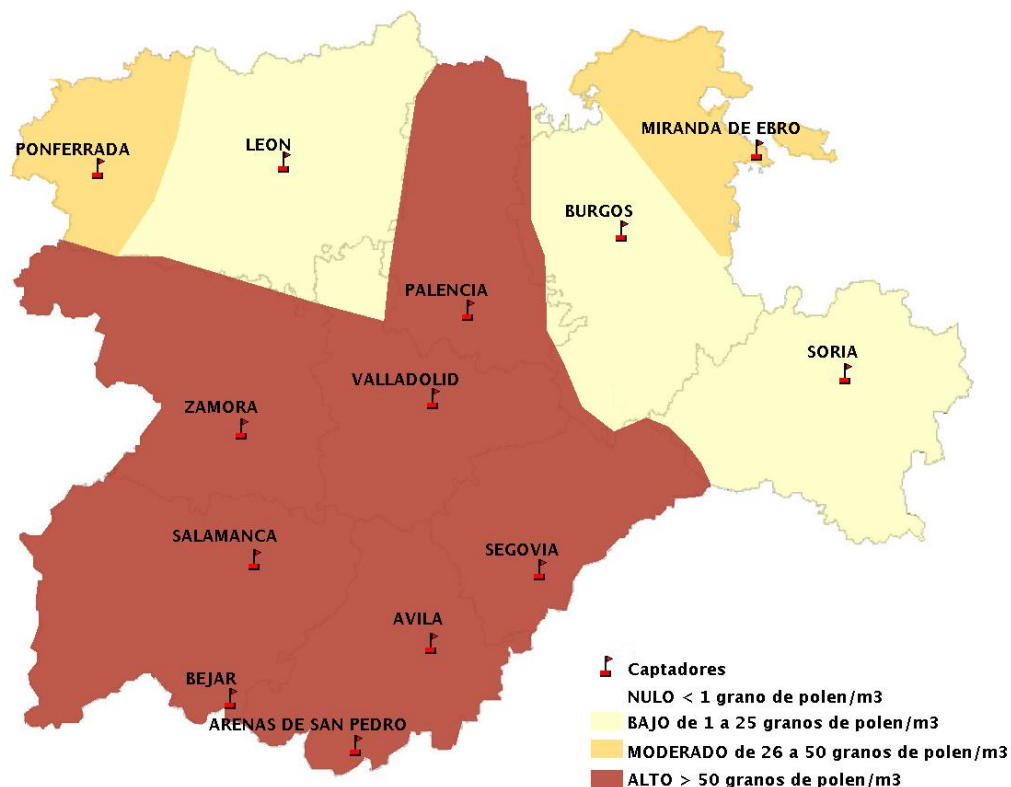 MIRANDA DE EBRO
PONFERRADA
LEON
BURGOS
PALENCIA
SORIA
VALLADOLID
ZAMORA
SALAMANCA
SEGOVIA
AVILA
BEJAR
ARENAS DE SAN PEDRO
Captadores
NULO < 1 grano de polen/m3
BAJO de 1 a 25 granos de polen/m3
MODERADO de 26 a 50 granos de polen/m3
ALTO > 50 granos de polen/m3